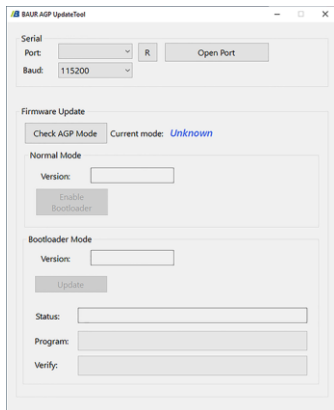 BAUR AGP UpdateTool
Serial
Port: R Open Port
Baud: 115200
Firmware Update
Check AGP Mode Current mode: Unknown
Normal Mode
Version:
Enable
Bootloader
Bootloader Mode
Version:
Update
Status:
Program:
Verify: